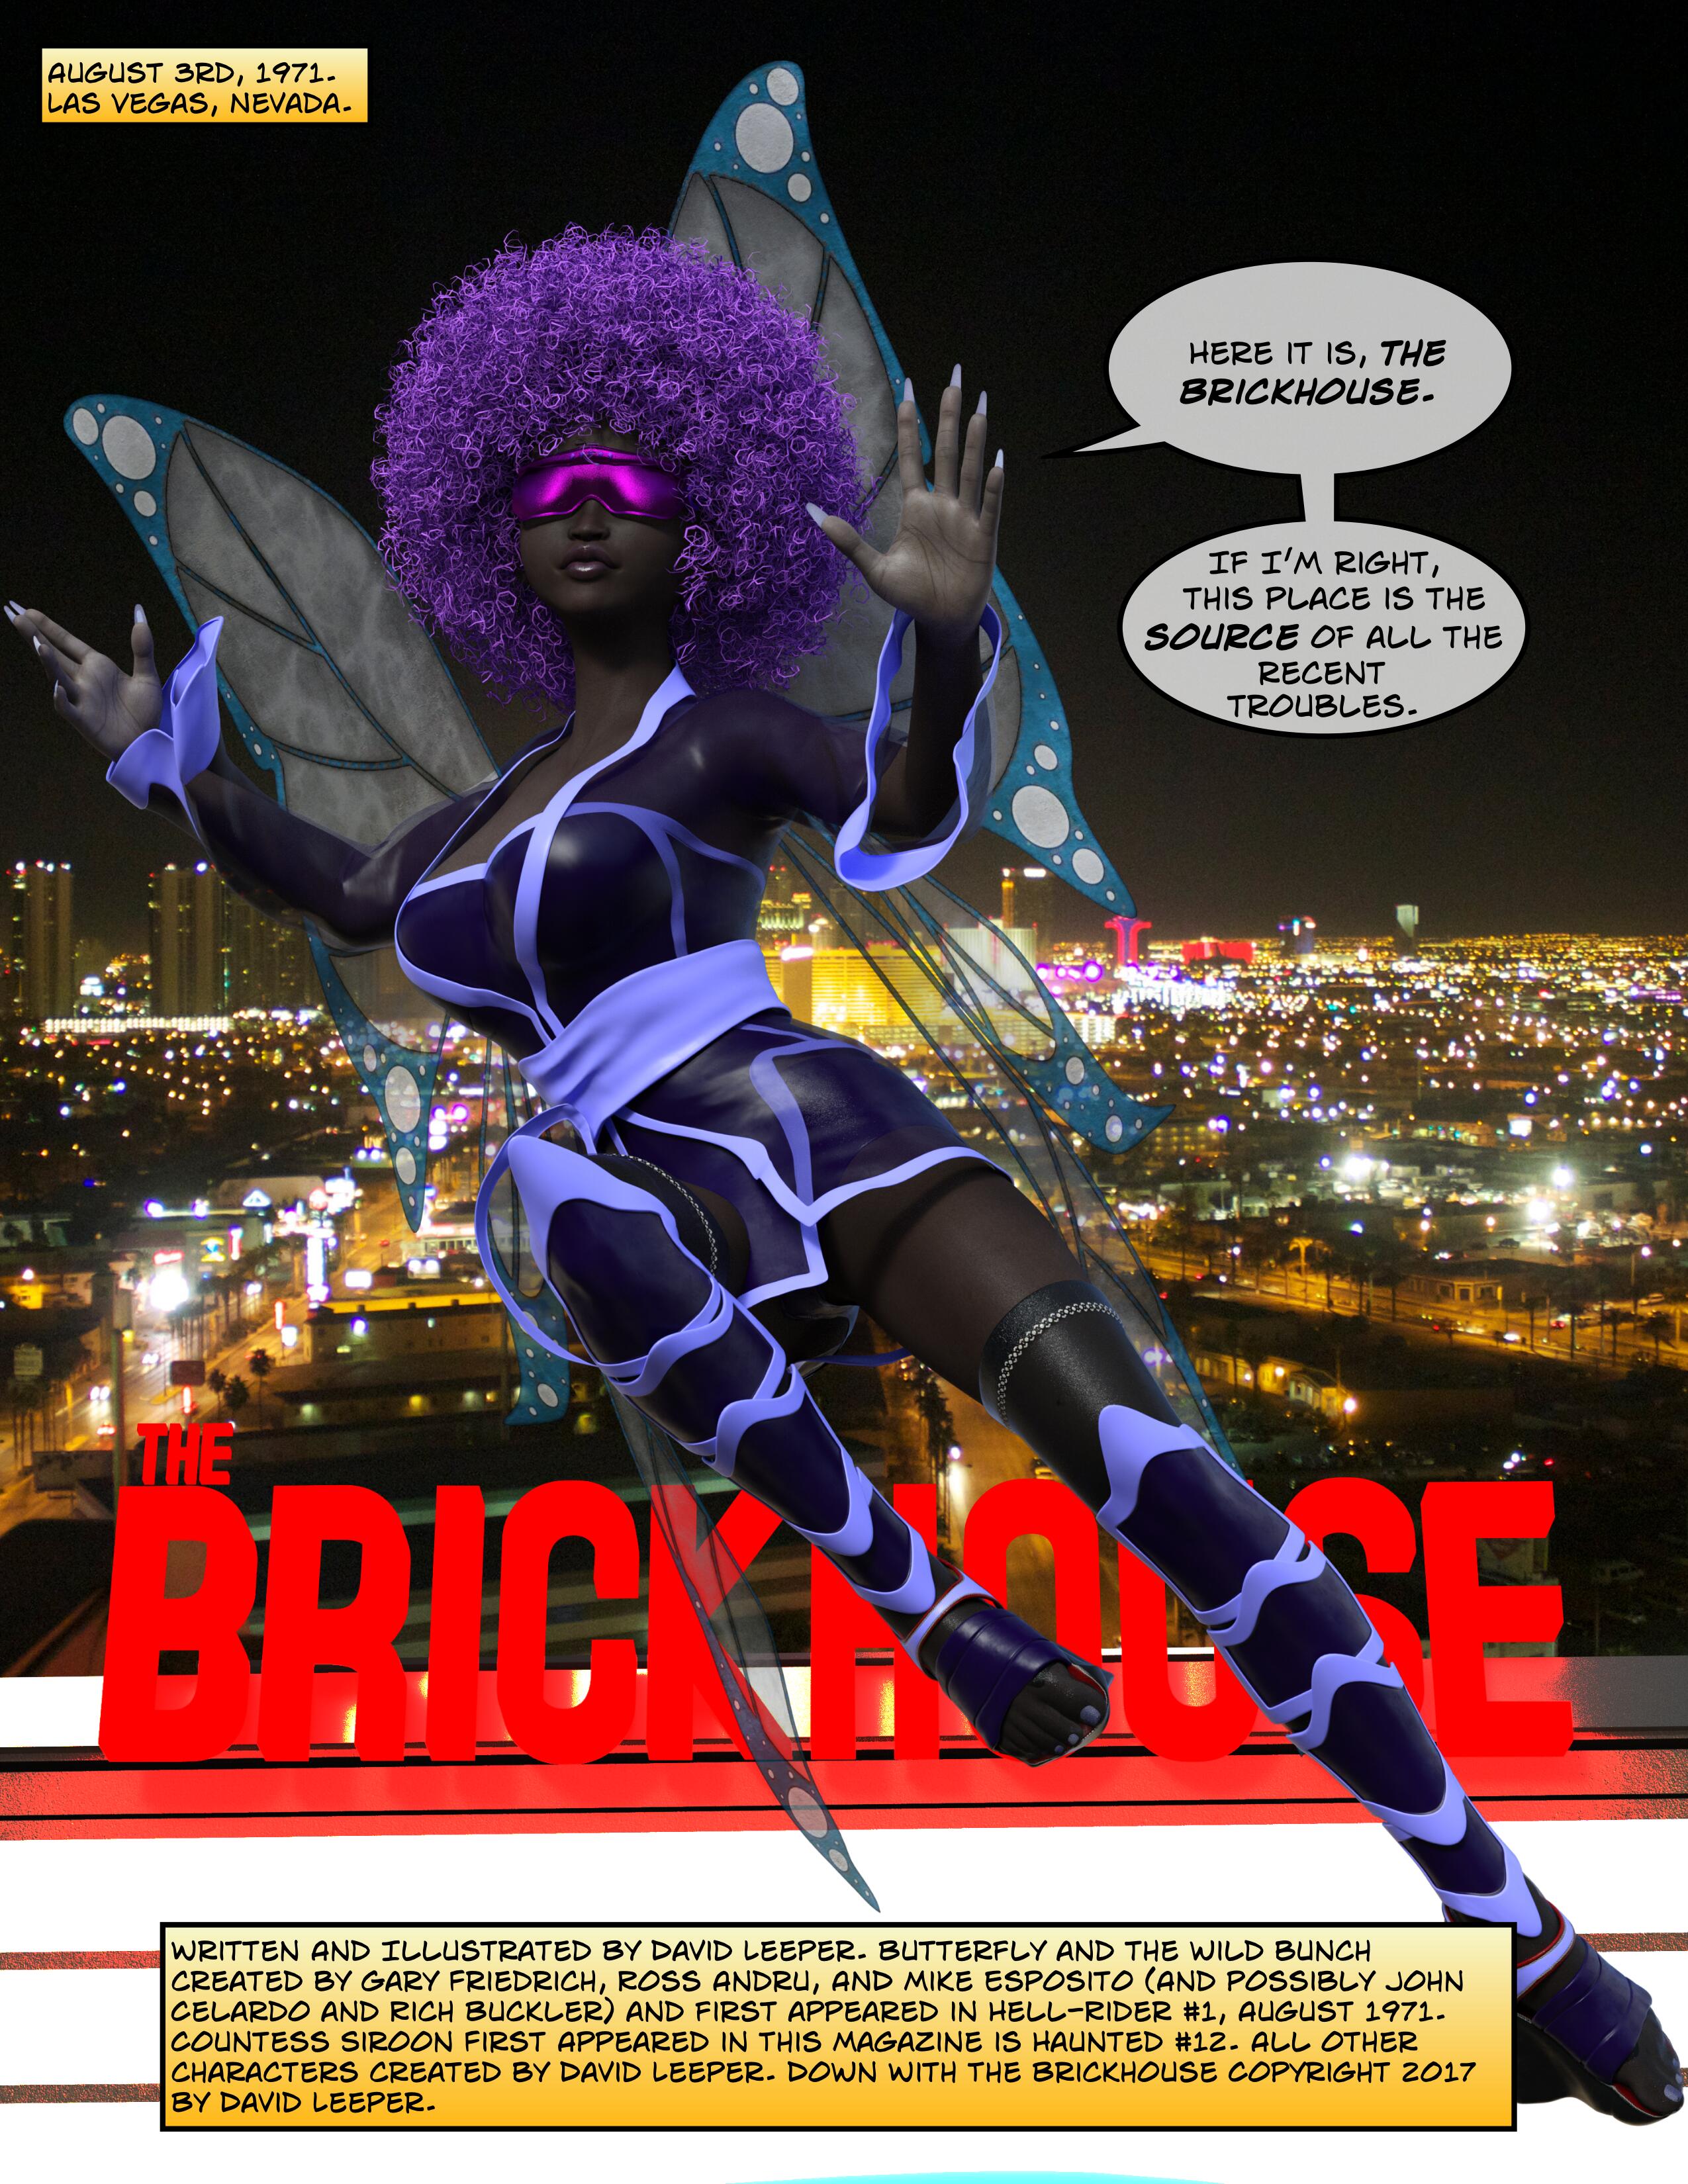 AUGUST 3RD, 1971.
LAS VEGAS, NEVADA.
HERE IT IS, THE
BRICKHOUSE.
IF I'M RIGHT,
THIS PLACE IS THE
SOURCE OF ALL THE
RECENT
TROUBLES.
THE
BRICKHOUSE
WRITTEN AND ILLUSTRATED BY DAVID LEEPER. BUTTERFLY AND THE WILD BUNCH
CREATED BY GARY FRIEDRICH, ROSS ANDRU, AND MIKE ESPOSITO (AND POSSIBLY JOHN
CELARDO AND RICH BUCKLER) AND FIRST APPEARED IN HELL-RIDER #1, AUGUST 1971.
COUNTESS SIROON FIRST APPEARED IN THIS MAGAZINE IS HAUNTED #12. ALL OTHER
CHARACTERS CREATED BY DAVID LEEPER. DOWN WITH THE BRICKHOUSE COPYRIGHT 2017
BY DAVID LEEPER.